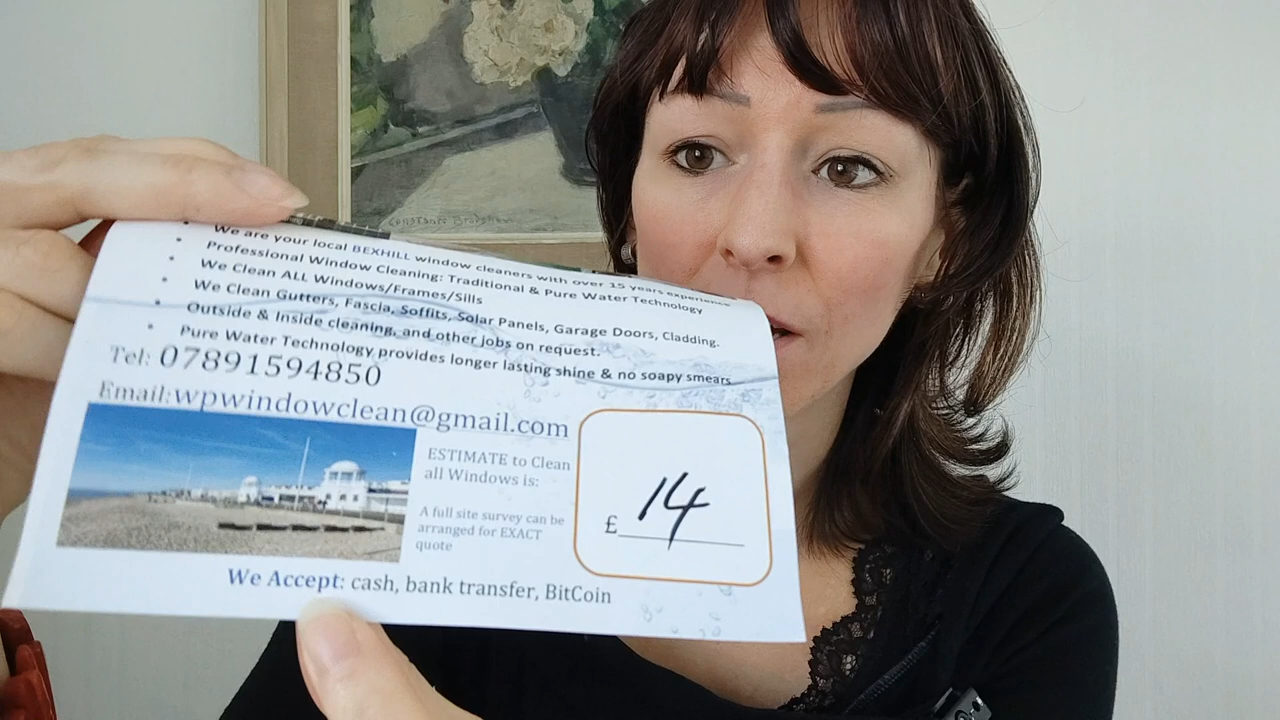 We are your local BEXHILL window cleaners with over 15 years experience
Professional Window Cleaning: Traditional & Pure Water Technology
We Clean ALL Windows/Frames/Sills
We Clean Gutters, Fascia, Soffits, Solar Panels, Garage Doors, Cladding.
Outside & Inside cleaning, and other jobs on request.
Pure Water Technology provides longer lasting shine & no soapy smears
Tel: 07891594850
Email:wpwindowclean@gmail.com
ESTIMATE to Clean
all Windows is:
A full site survey can be
arranged for EXACT
quote
£ 14
We Accept: cash, bank transfer, BitCoin